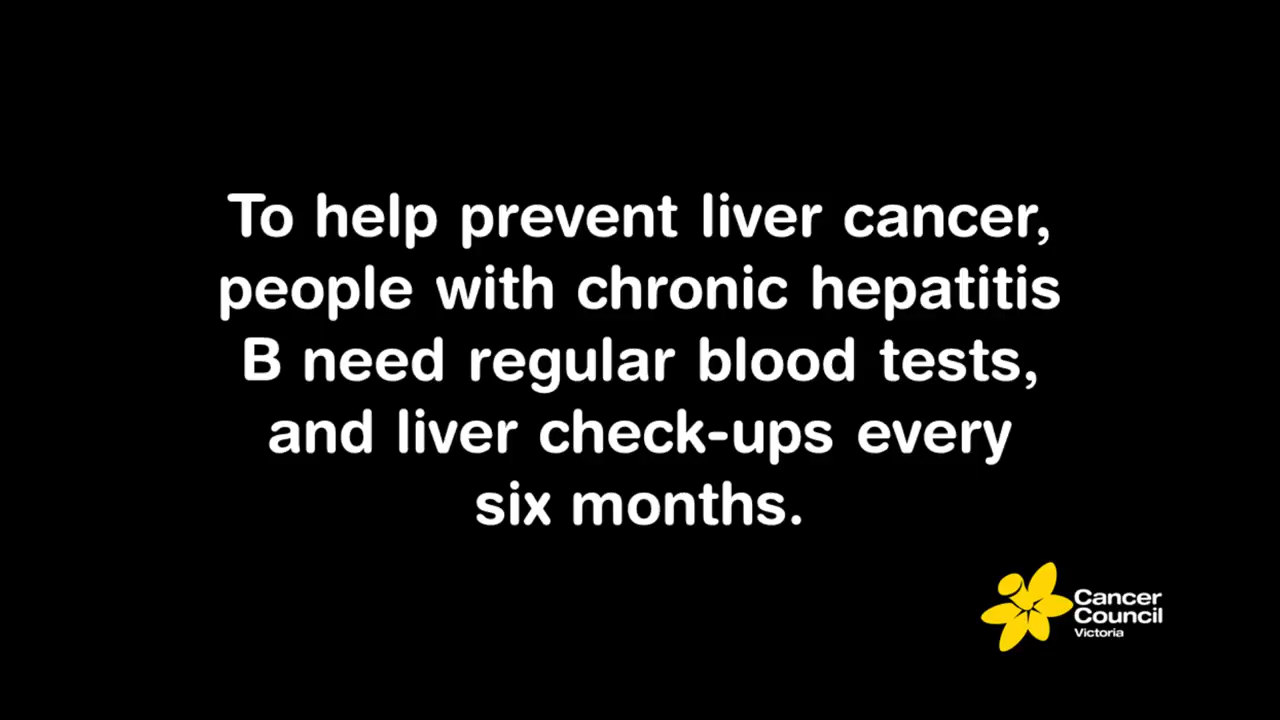 To help prevent liver cancer,
people with chronic hepatitis
B need regular blood tests,
and liver check-ups every
six months.
Cancer
Council
Victoria